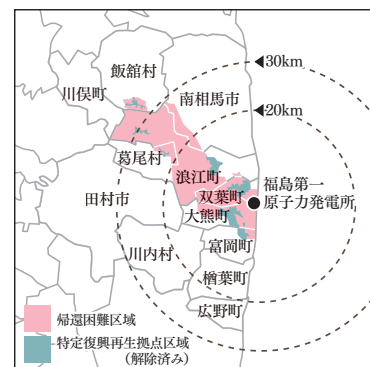 飯舘村
川俣町
南相馬市
30km
20km
葛尾村
浪江町
田村市
双葉町
福島第一
原子力発電所
大熊町
川内村
富岡町
楢葉町
広野町
帰還困難区域
特定復興再生拠点区域
(解除済み)